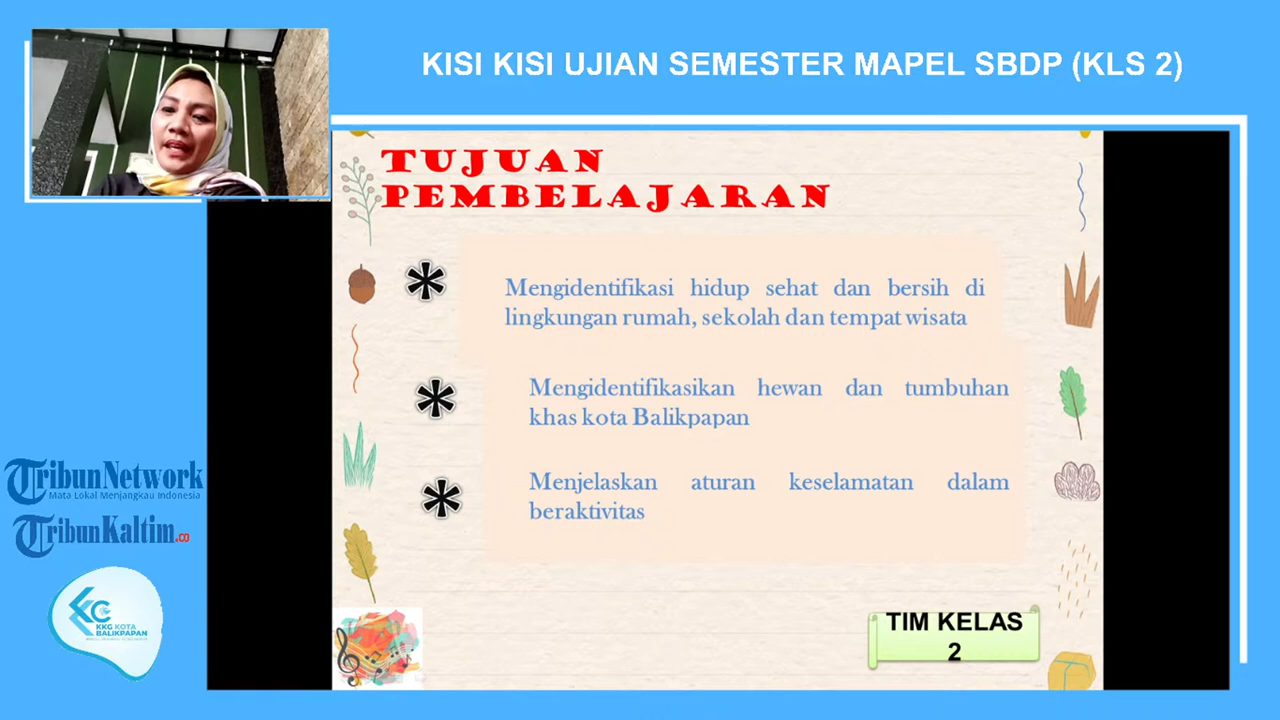 KISI KISI UJIAN SEMESTER MAPEL SBDP (KLS 2)
TUJUAN
PEMBELAJARAN
* Mengidentifikasi hidup sehat dan bersih di
lingkungan rumah, sekolah dan tempat wisata
* Mengidentifikasikan hewan dan tumbuhan
khas kota Balikpapan
* Menjelaskan aturan keselamatan dalam
beraktivitas
TribunNetwork
Mata Lokal Menjangkau Indonesia
TribunKaltim.co
KKG KOTA
BALIKPAPAN
TIM KELAS
2